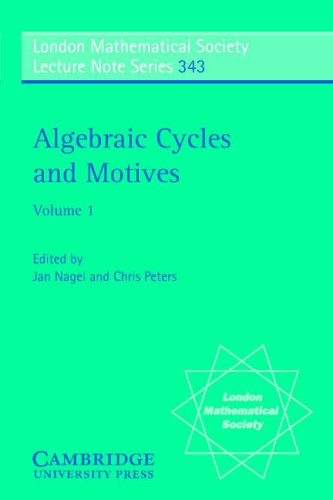 London Mathematical Society
Lecture Note Series 343
Algebraic Cycles
and Motives
Volume 1
Edited by
Jan Nagel and Chris Peters
London
Mathematical
Society
CAMBRIDGE
UNIVERSITY PRESS